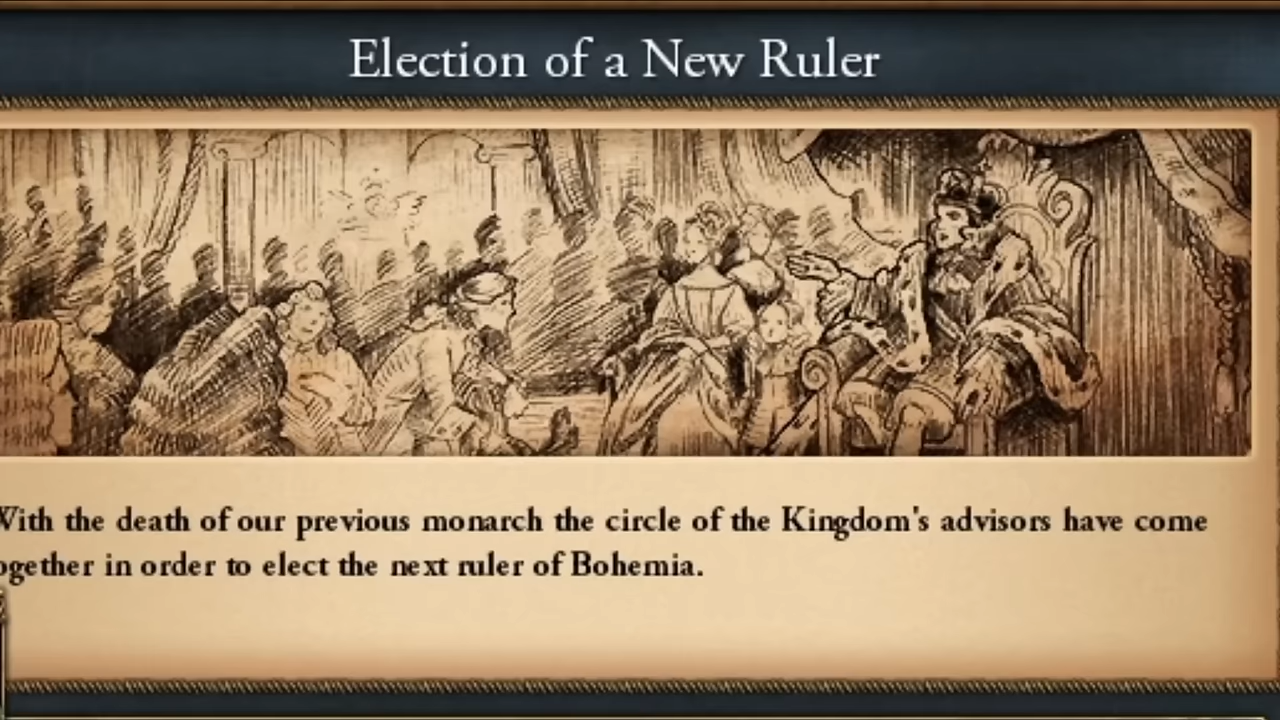 Election of a New Ruler
With the death of our previous monarch the circle of the Kingdom's advisors have come
ogether in order to elect the next ruler of Bohemia.